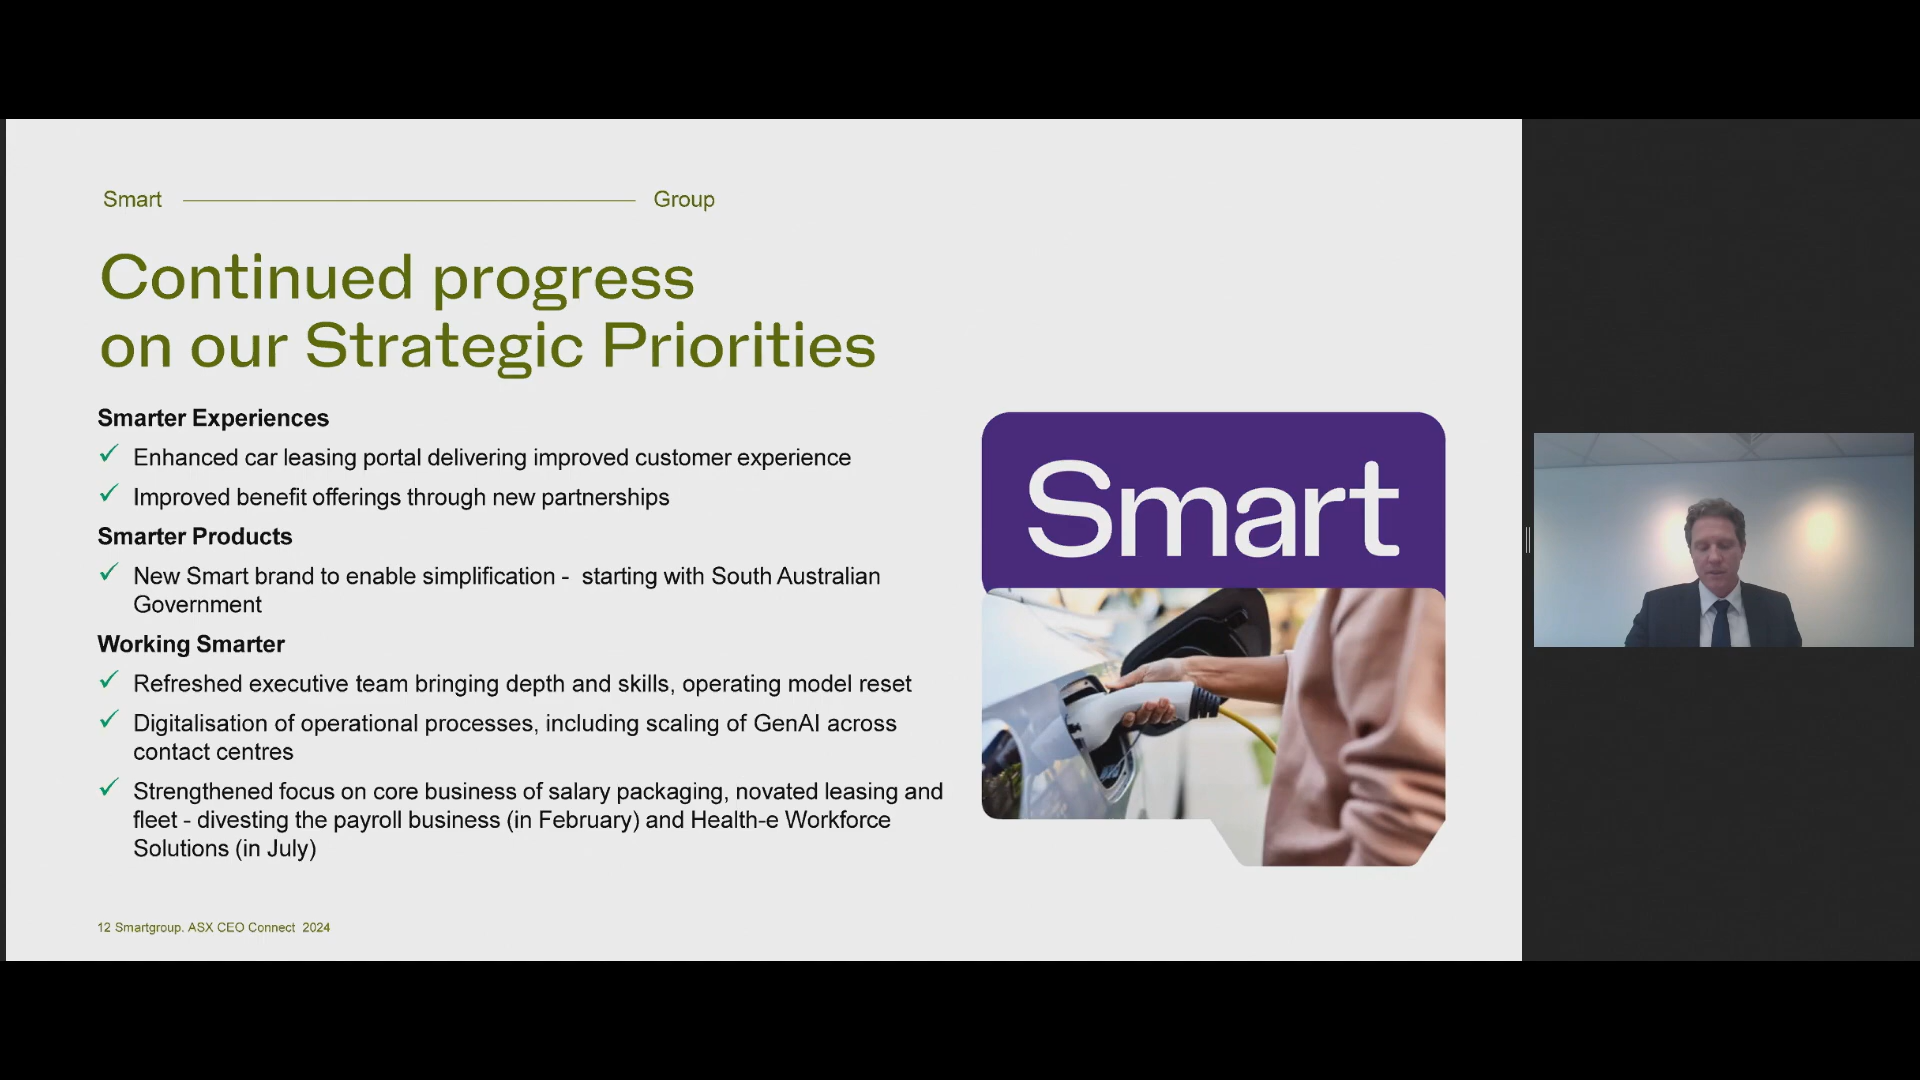 Smart Group
Continued progress
on our Strategic Priorities
Smarter Experiences
✓ Enhanced car leasing portal delivering improved customer experience
✓ Improved benefit offerings through new partnerships
Smarter Products
✓ New Smart brand to enable simplification -  starting with South Australian
Government
Working Smarter
✓ Refreshed executive team bringing depth and skills, operating model reset
✓ Digitalisation of operational processes, including scaling of GenAI across
contact centres
✓ Strengthened focus on core business of salary packaging, novated leasing and
fleet - divesting the payroll business (in February) and Health-e Workforce
Solutions (in July)
Smart
12 Smartgroup. ASX CEO Connect  2024